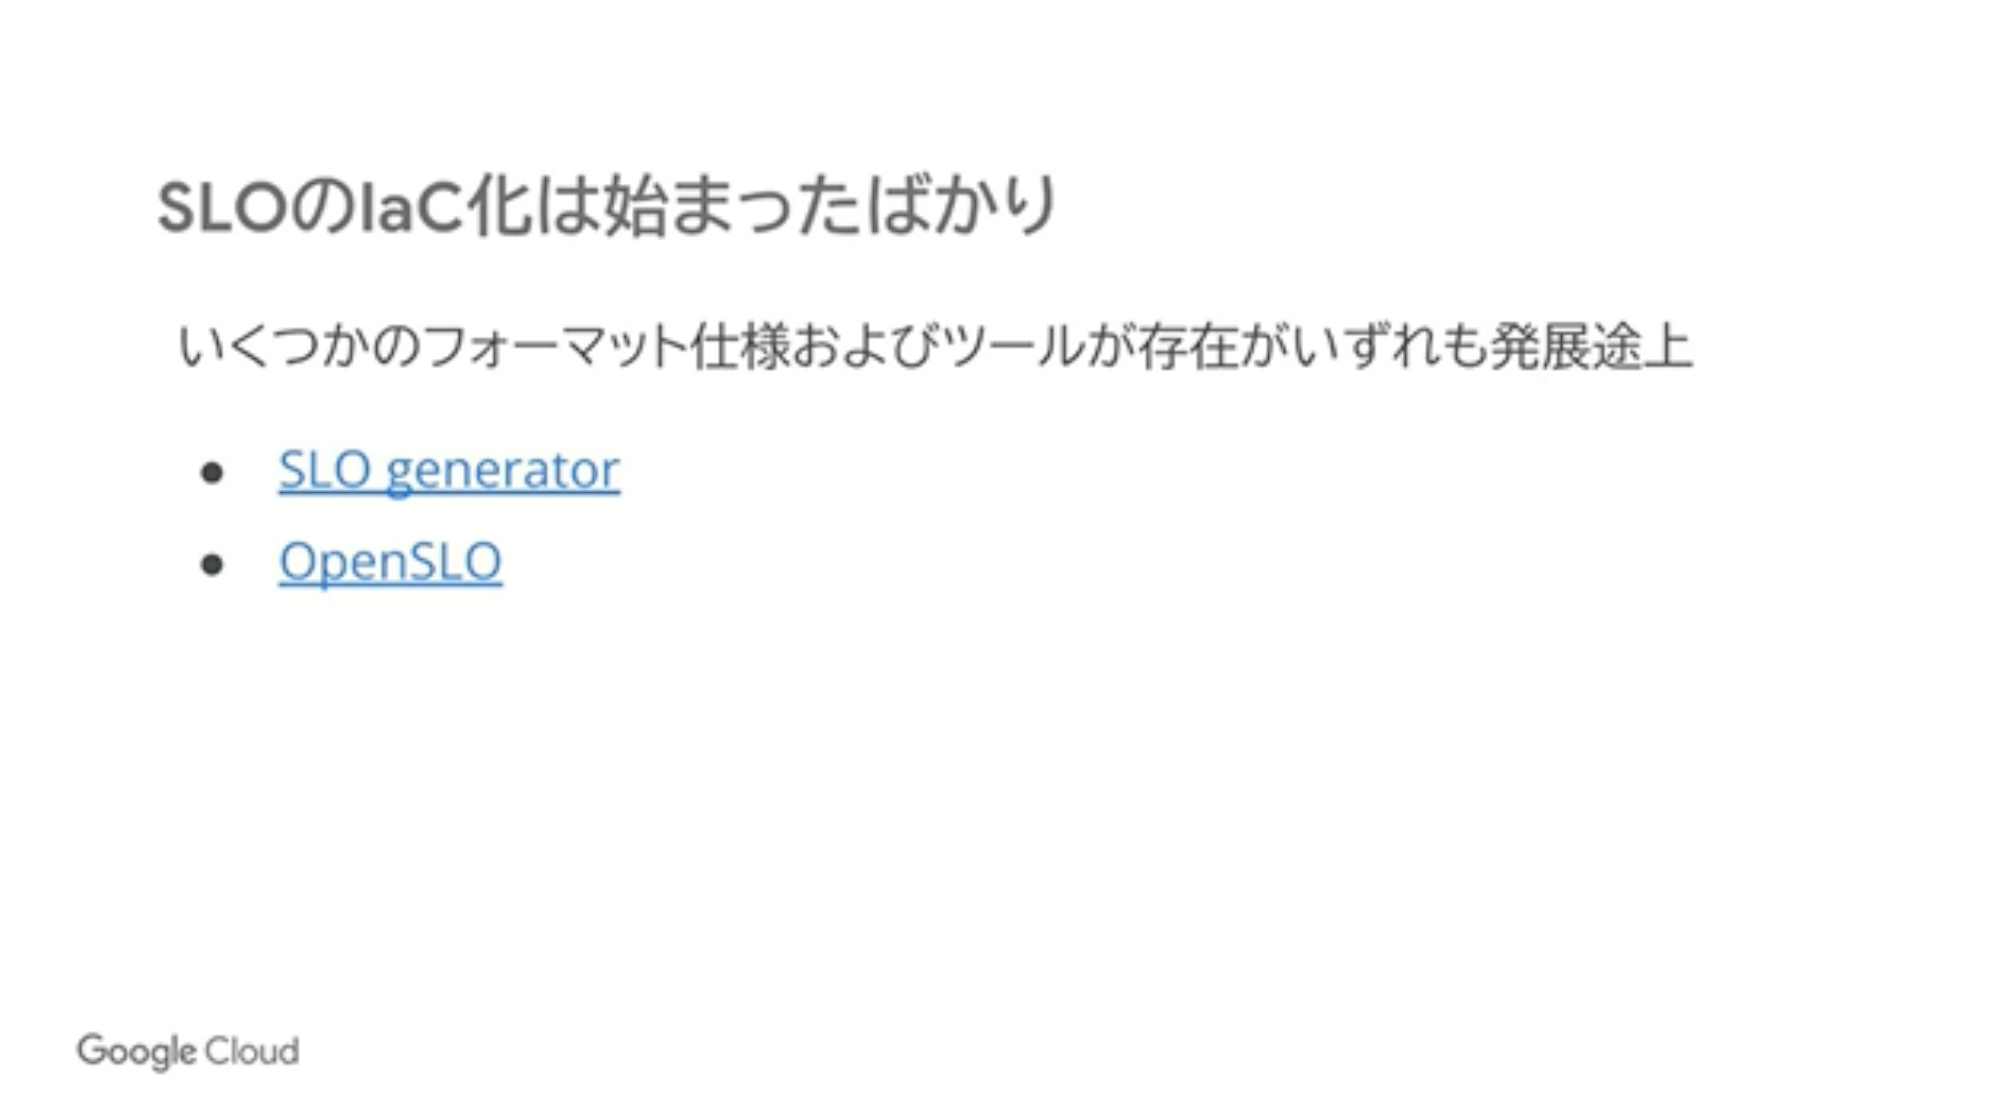 SLOのIaC化は始まったばかり
いくつかのフォーマット仕様およびツールが存在がいずれも発展途上
● SLO generator
● OpenSLO
Google Cloud